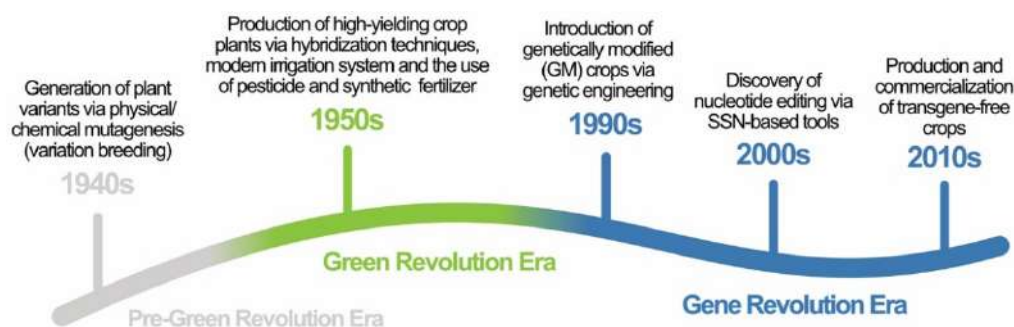 Generation of plant
variants via physical/
chemical mutagenesis
(variation breeding)
1940s
Production of high-yielding crop
plants via hybridization techniques,
modern irrigation system and the use
of pesticide and synthetic fertilizer
1950s
Introduction of
genetically modified
(GM) crops via
genetic engineering
1990s
Discovery of
nucleotide editing via
SSN-based tools
2000s
Production and
commercialization
of transgene-free
crops
2010s
Pre-Green Revolution Era
Green Revolution Era
Gene Revolution Era